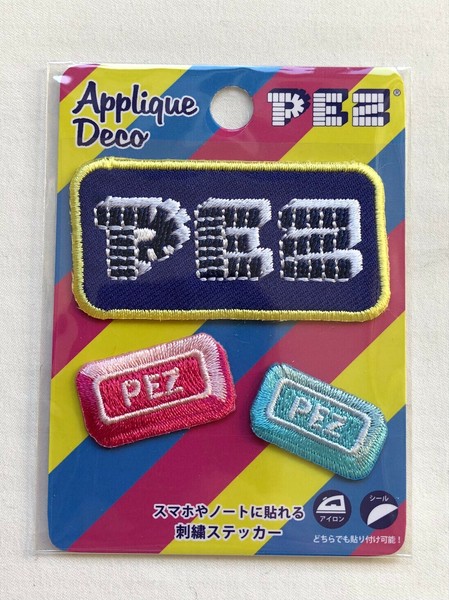 Applique
Deco
PEZ®
PEZ
PEZ
PEZ
スマホやノートに貼れる
刺繍ステッカー
アイロン
シール
どちらでも貼り付け可能！